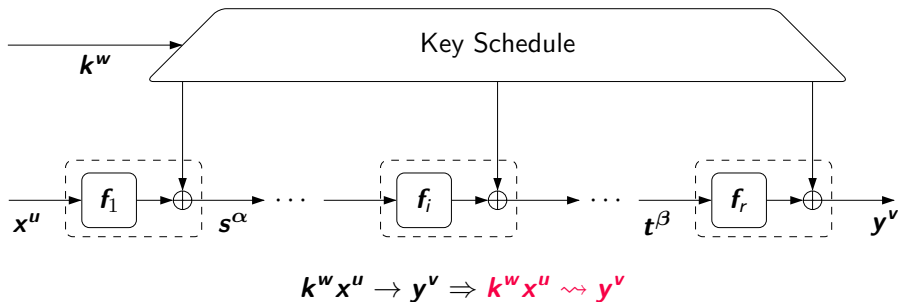 Key Schedule
k^w
f_1 ⊕ ··· f_i ⊕ ··· f_r ⊕
x^u s^α t^β y^v
k^w x^u → y^v ⇒ k^w x^u ⇝ y^v